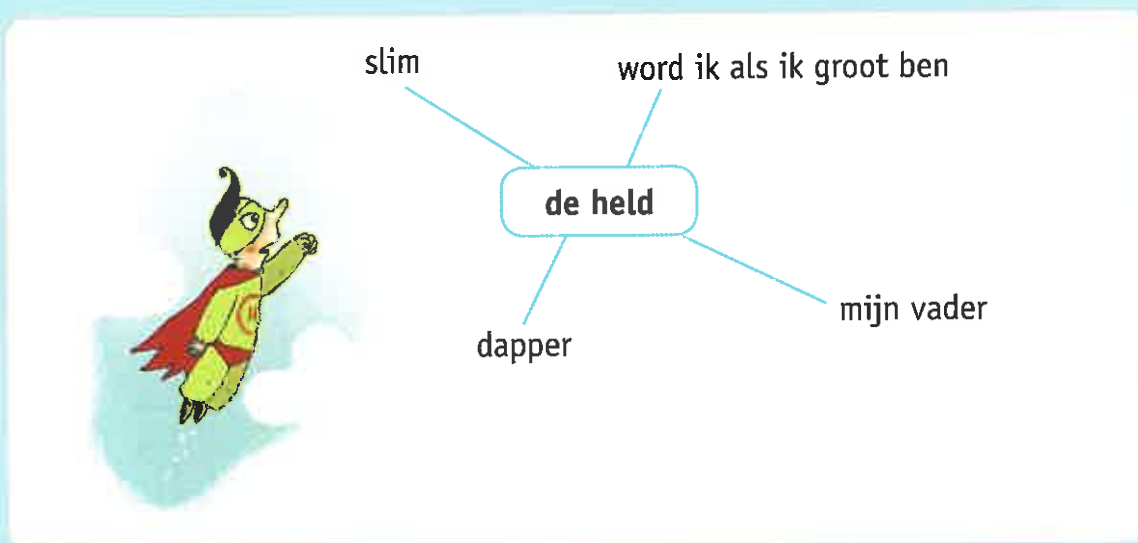 slim
word ik als ik groot ben
de held
mijn vader
dapper